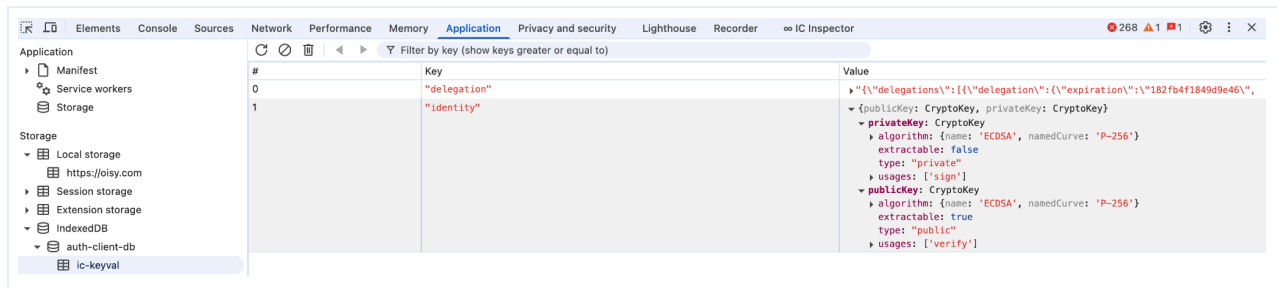 Elements Console Sources Network Performance Memory Application Privacy and security Lighthouse Recorder ∞ IC Inspector 268 1 1
Application
Manifest
Service workers
Storage
Storage
Local storage
https://oisy.com
Session storage
Extension storage
IndexedDB
auth-client-db
ic-keyval
Filter by key (show keys greater or equal to)
# Key Value
0 "delegation" "{\"delegations\":[{\"delegation\":{\"expiration\":\"182fb4f1849d9e46\",
1 "identity" {publicKey: CryptoKey, privateKey: CryptoKey}
privateKey: CryptoKey
algorithm: {name: 'ECDSA', namedCurve: 'P-256'}
extractable: false
type: "private"
usages: ['sign']
publicKey: CryptoKey
algorithm: {name: 'ECDSA', namedCurve: 'P-256'}
extractable: true
type: "public"
usages: ['verify']